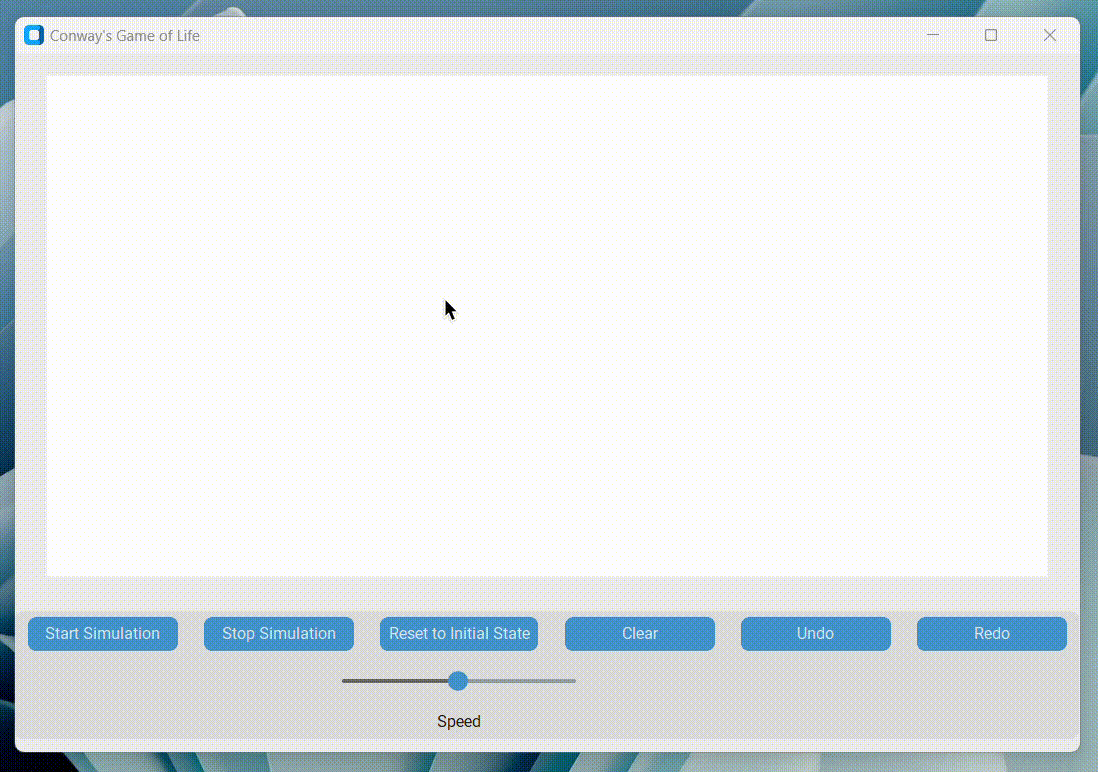 Conway's Game of Life
Start Simulation
Stop Simulation
Reset to Initial State
Clear
Undo
Redo
Speed